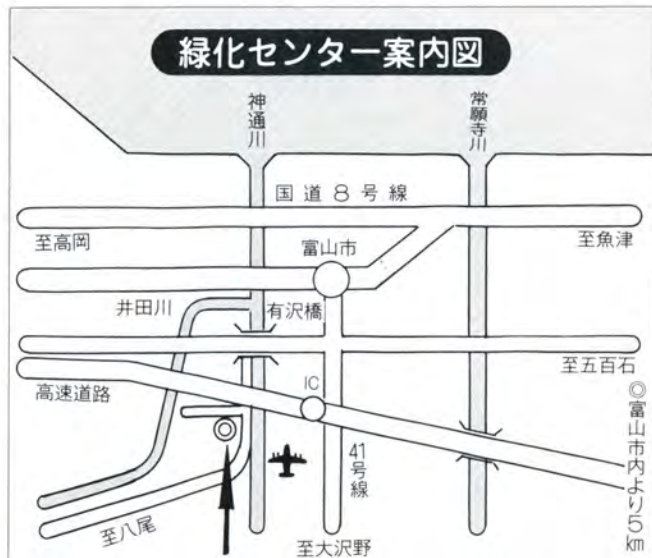 緑化センター案内図
神通川
常願寺川
国道8号線
至高岡
富山市
至魚津
井田川
有沢橋
至五百石
高速道路
IC
◎富山市内より5km
41号線
至八尾
至大沢野